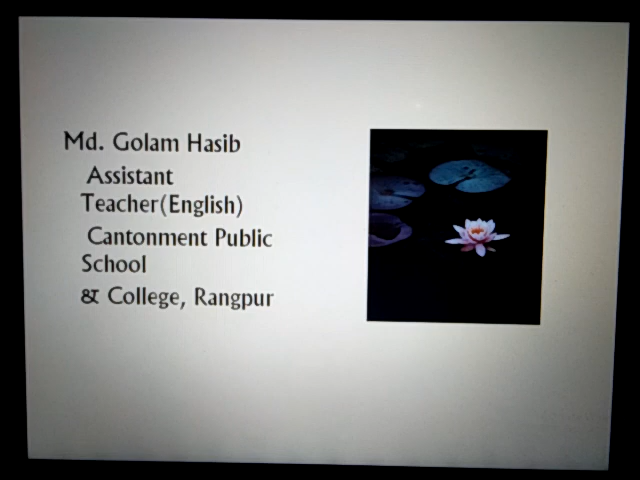 Md. Golam Hasib
Assistant
Teacher(English)
Cantonment Public
School
& College, Rangpur